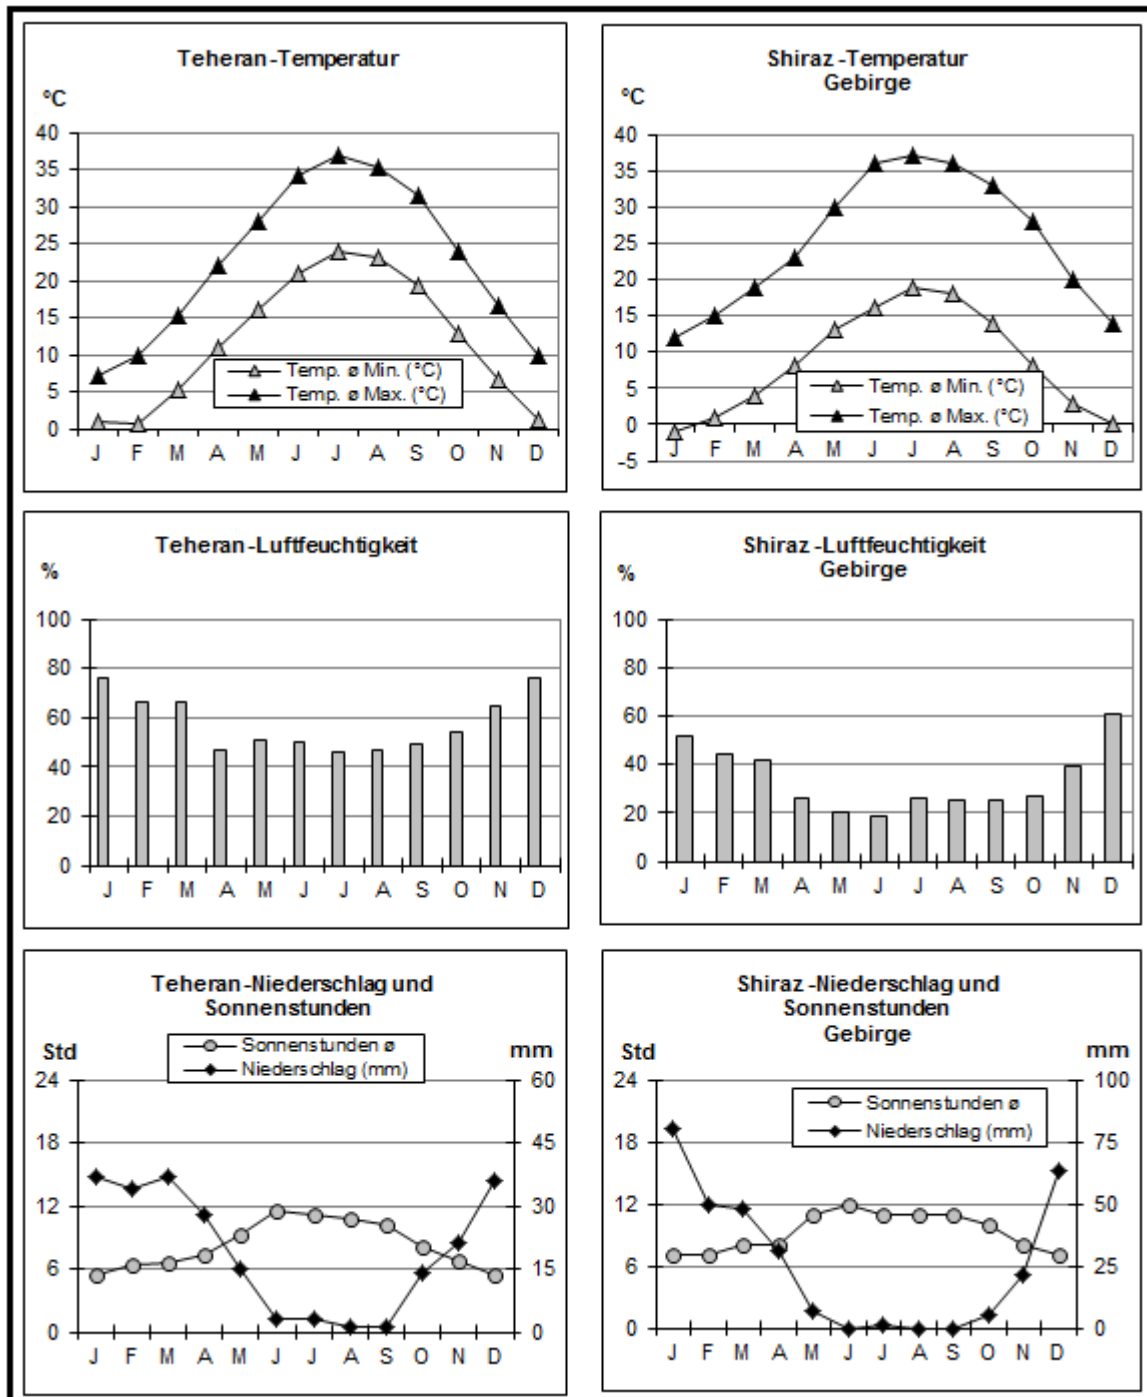 Teheran -Temperatur
°C
40
35
30
25
20
15
10
5
0
Temp. ø Min. (°C)
Temp. ø Max. (°C)
J F M A M J J A S O N D
Shiraz -Temperatur
Gebirge
°C
40
35
30
25
20
15
10
5
0
-5
Temp. ø Min. (°C)
Temp. ø Max. (°C)
J F M A M J J A S O N D
Teheran -Luftfeuchtigkeit
%
100
80
60
40
20
0
J F M A M J J A S O N D
Shiraz -Luftfeuchtigkeit
Gebirge
%
100
80
60
40
20
0
J F M A M J J A S O N D
Teheran -Niederschlag und
Sonnenstunden
Std mm
Sonnenstunden ø
Niederschlag (mm)
24 60
18 45
12 30
6 15
0 0
J F M A M J J A S O N D
Shiraz -Niederschlag und
Sonnenstunden
Gebirge
Std mm
Sonnenstunden ø
Niederschlag (mm)
24 100
18 75
12 50
6 25
0 0
J F M A M J J A S O N D